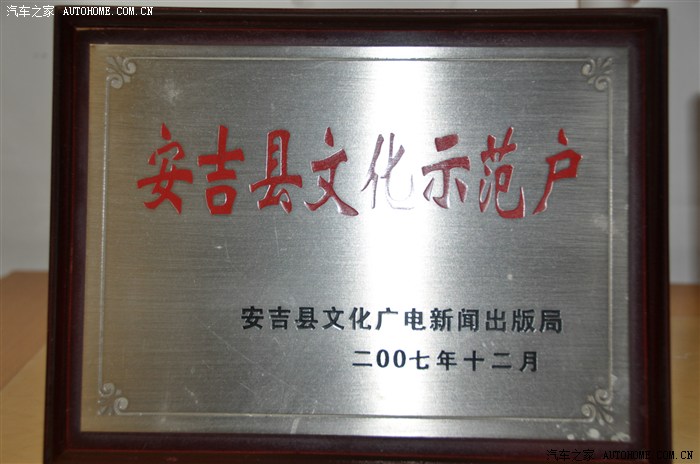 汽车之家 AUTOHOME.COM.CN
安吉县文化示范户
安吉县文化广电新闻出版局
二00七年十二月
汽车之家 AUTOHOME.COM.CN